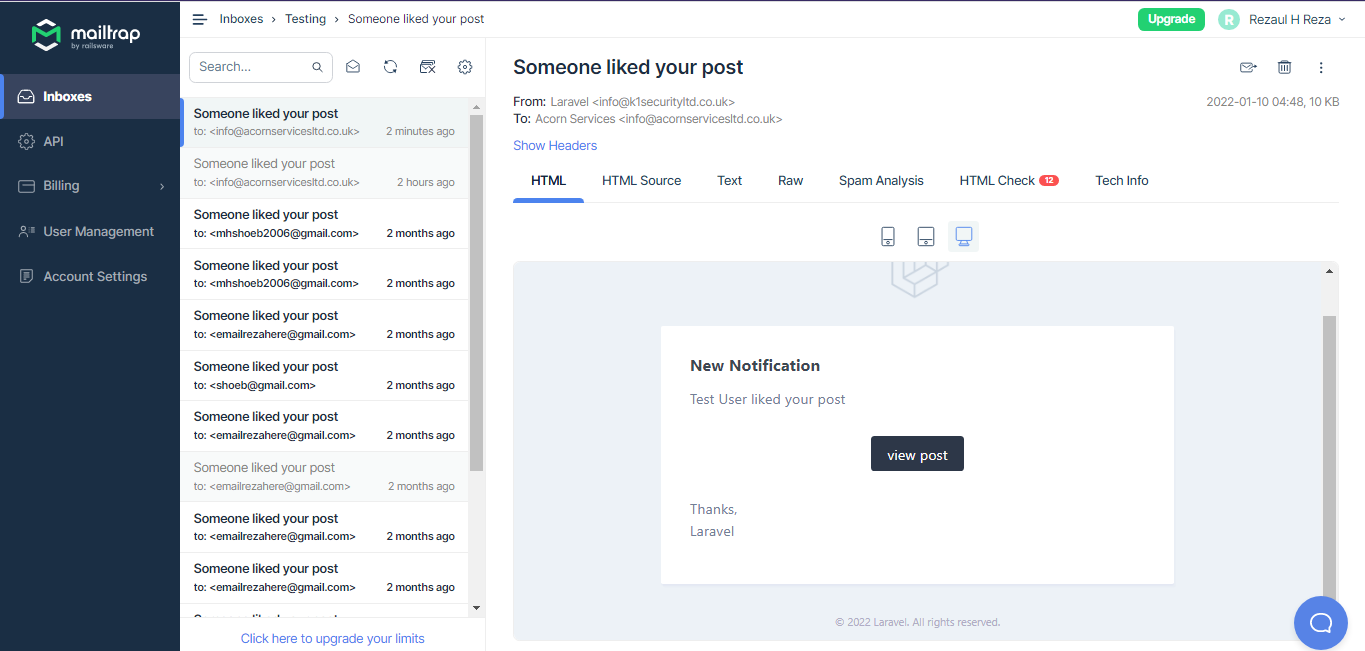 mailtrap
by railsware
Inboxes
API
Billing
User Management
Account Settings
Inboxes › Testing › Someone liked your post
Upgrade
R
Rezaul H Reza
Search...
Someone liked your post
to: <info@acornservicesltd.co.uk> 2 minutes ago
Someone liked your post
to: <info@acornservicesltd.co.uk> 2 hours ago
Someone liked your post
to: <mhshoeb2006@gmail.com> 2 months ago
Someone liked your post
to: <mhshoeb2006@gmail.com> 2 months ago
Someone liked your post
to: <emailrezahere@gmail.com> 2 months ago
Someone liked your post
to: <shoeb@gmail.com> 2 months ago
Someone liked your post
to: <emailrezahere@gmail.com> 2 months ago
Someone liked your post
to: <emailrezahere@gmail.com> 2 months ago
Someone liked your post
to: <emailrezahere@gmail.com> 2 months ago
Someone liked your post
to: <emailrezahere@gmail.com> 2 months ago
Click here to upgrade your limits
Someone liked your post
From: Laravel <info@k1securityltd.co.uk>
2022-01-10 04:48, 10 KB
To: Acorn Services <info@acornservicesltd.co.uk>
Show Headers
HTML HTML Source Text Raw Spam Analysis HTML Check 12 Tech Info
New Notification
Test User liked your post
view post
Thanks,
Laravel
© 2022 Laravel. All rights reserved.